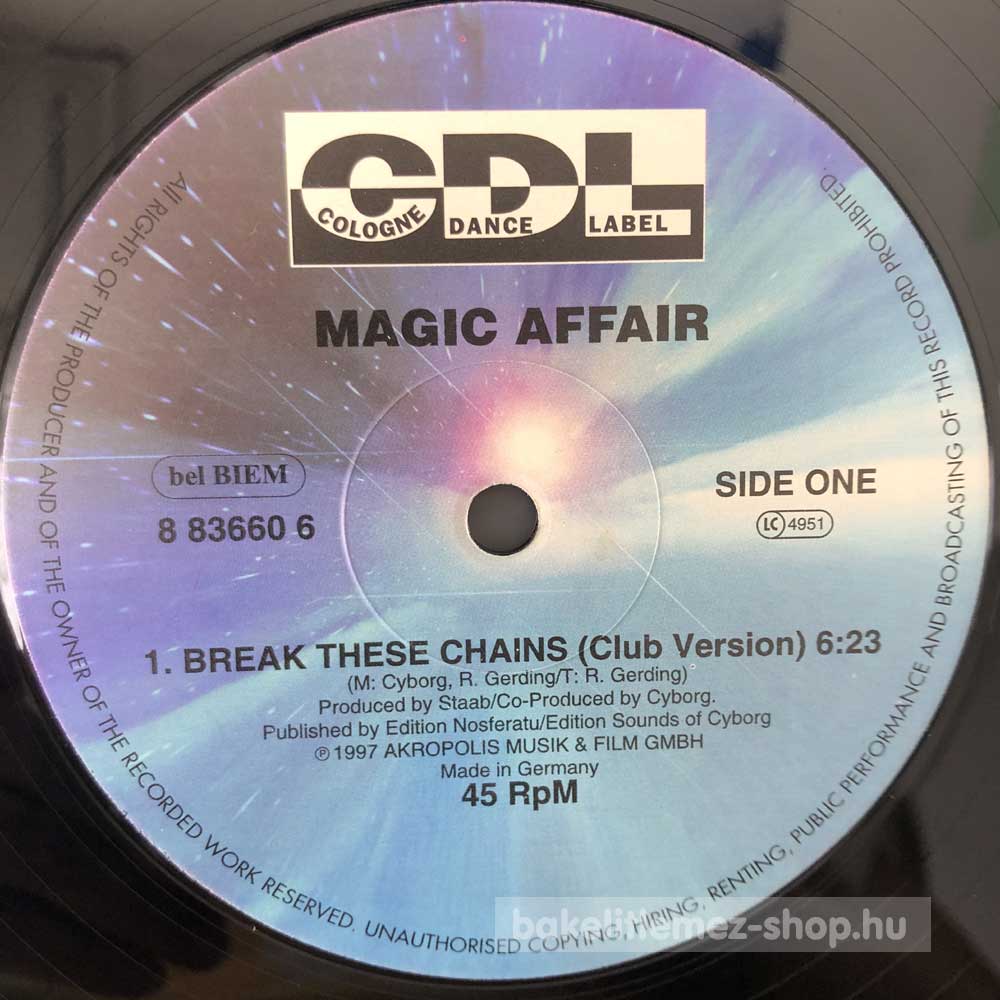 CDL
COLOGNE DANCE LABEL
MAGIC AFFAIR
bel BIEM
8 83660 6
SIDE ONE
LC 4951
1. BREAK THESE CHAINS (Club Version) 6:23
(M: Cyborg, R. Gerding/T: R. Gerding)
Produced by Staab/Co-Produced by Cyborg.
Published by Edition Nosferatu/Edition Sounds of Cyborg
℗ 1997 AKROPOLIS MUSIK & FILM GMBH
Made in Germany
45 RpM
All RIGHTS OF THE PRODUCER AND OF THE OWNER OF THE RECORDED WORK RESERVED. UNAUTHORISED COPYING, HIRING, RENTING, PUBLIC PERFORMANCE AND BROADCASTING OF THIS RECORD PROHIBITED.
bakelitlemez-shop.hu